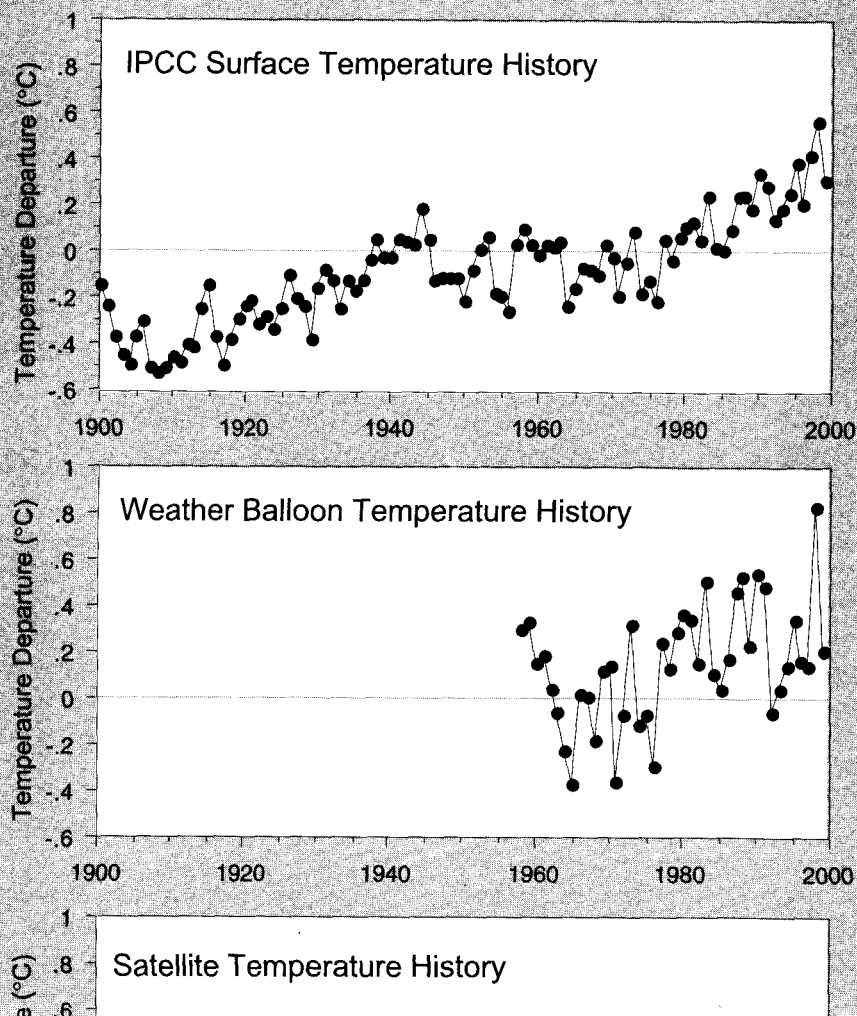 IPCC Surface Temperature History
Temperature Departure (°C)
1
.8
.6
.4
.2
0
-.2
-.4
-.6
1900 1920 1940 1960 1980 2000
Weather Balloon Temperature History
Temperature Departure (°C)
1
.8
.6
.4
.2
0
-.2
-.4
-.6
1900 1920 1940 1960 1980 2000
Satellite Temperature History
(°C)
1
.8
.6